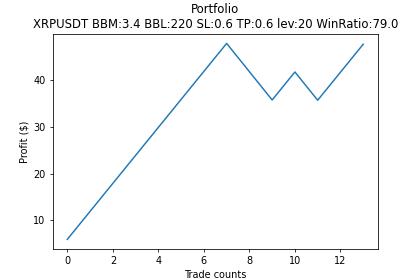 Portfolio
XRPUSDT BBM:3.4 BBL:220 SL:0.6 TP:0.6 lev:20 WinRatio:79.0
40
30
20
10
Profit ($)
0 2 4 6 8 10 12
Trade counts